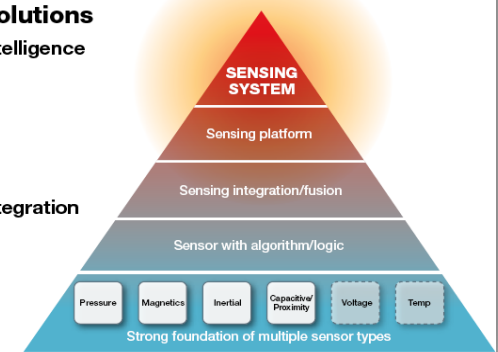 olutions
telligence
SENSING
SYSTEM
Sensing platform
Sensing integration/fusion
tegration
Sensor with algorithm/logic
Pressure
Magnetics
Inertial
Capacitive/
Proximity
Voltage
Temp
Strong foundation of multiple sensor types